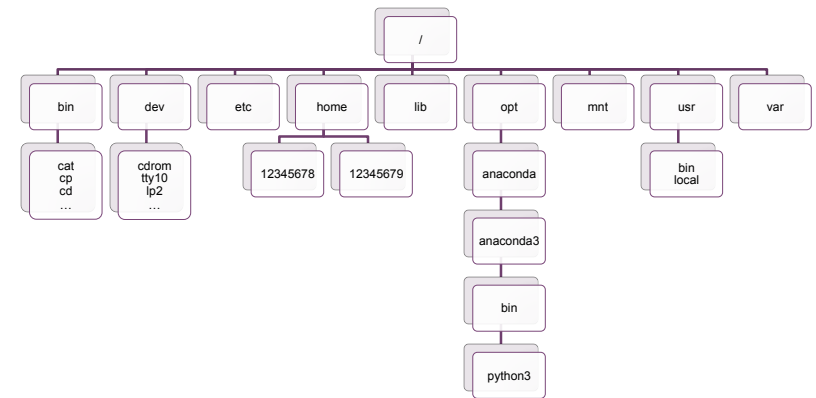 /
bin
dev
etc
home
lib
opt
mnt
usr
var
cat
cp
cd
...
cdrom
tty10
lp2
...
12345678
12345679
anaconda
bin
local
anaconda3
bin
python3